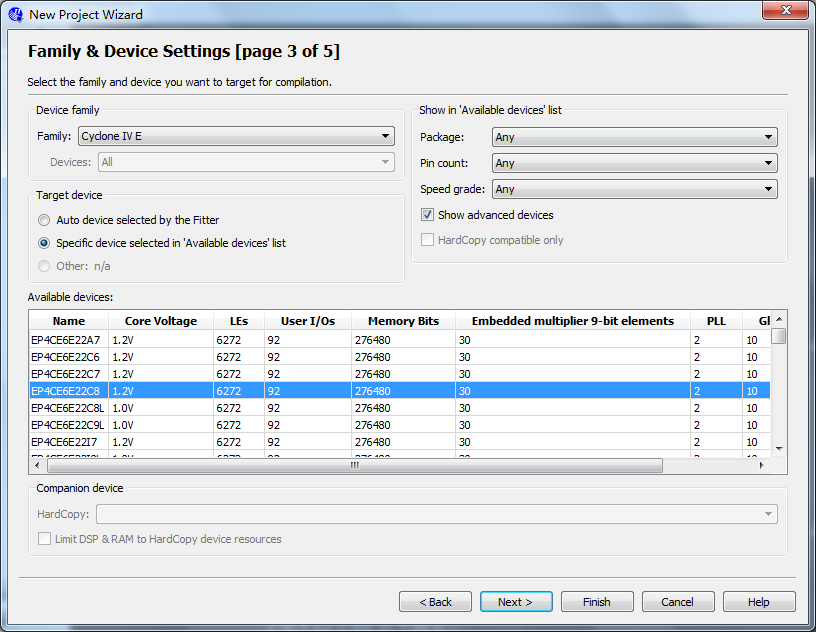 New Project Wizard
Family & Device Settings [page 3 of 5]
Select the family and device you want to target for compilation.
Device family
Family: Cyclone IV E
Devices: All
Show in 'Available devices' list
Package: Any
Pin count: Any
Speed grade: Any
Show advanced devices
HardCopy compatible only
Target device
Auto device selected by the Fitter
Specific device selected in 'Available devices' list
Other: n/a
Available devices:
Name Core Voltage LEs User I/Os Memory Bits Embedded multiplier 9-bit elements PLL Gl
EP4CE6E22A7 1.2V 6272 92 276480 30 2 10
EP4CE6E22C6 1.2V 6272 92 276480 30 2 10
EP4CE6E22C7 1.2V 6272 92 276480 30 2 10
EP4CE6E22C8 1.2V 6272 92 276480 30 2 10
EP4CE6E22C8L 1.0V 6272 92 276480 30 2 10
EP4CE6E22C9L 1.0V 6272 92 276480 30 2 10
EP4CE6E22I7 1.2V 6272 92 276480 30 2 10
Companion device
HardCopy:
Limit DSP & RAM to HardCopy device resources
< Back
Next >
Finish
Cancel
Help